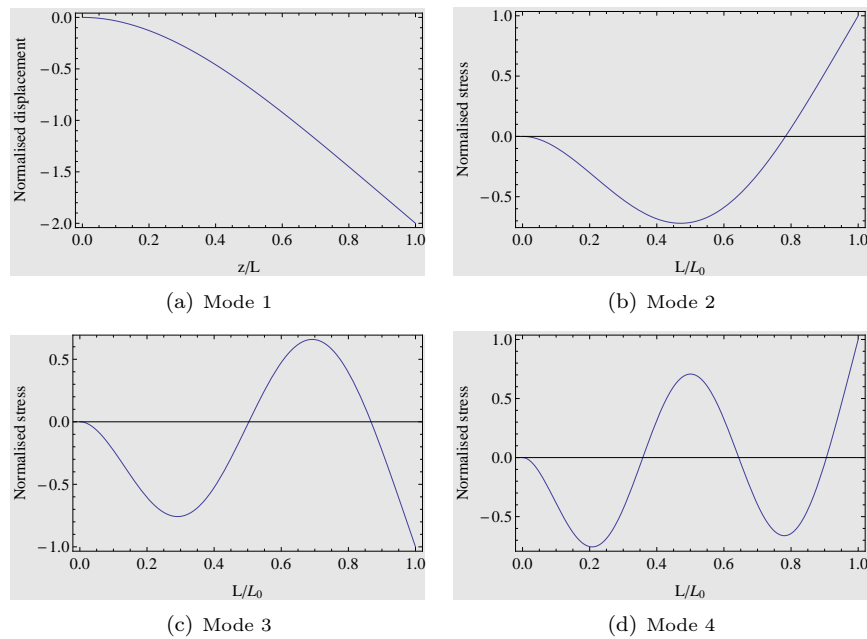 0.0
−0.5
−1.0
−1.5
−2.0
Normalised displacement
0.0 0.2 0.4 0.6 0.8 1.0
z/L
(a) Mode 1
1.0
0.5
0.0
−0.5
Normalised stress
0.0 0.2 0.4 0.6 0.8 1.0
L/L0
(b) Mode 2
0.5
0.0
−0.5
−1.0
Normalised stress
0.0 0.2 0.4 0.6 0.8 1.0
L/L0
(c) Mode 3
1.0
0.5
0.0
−0.5
Normalised stress
0.0 0.2 0.4 0.6 0.8 1.0
L/L0
(d) Mode 4